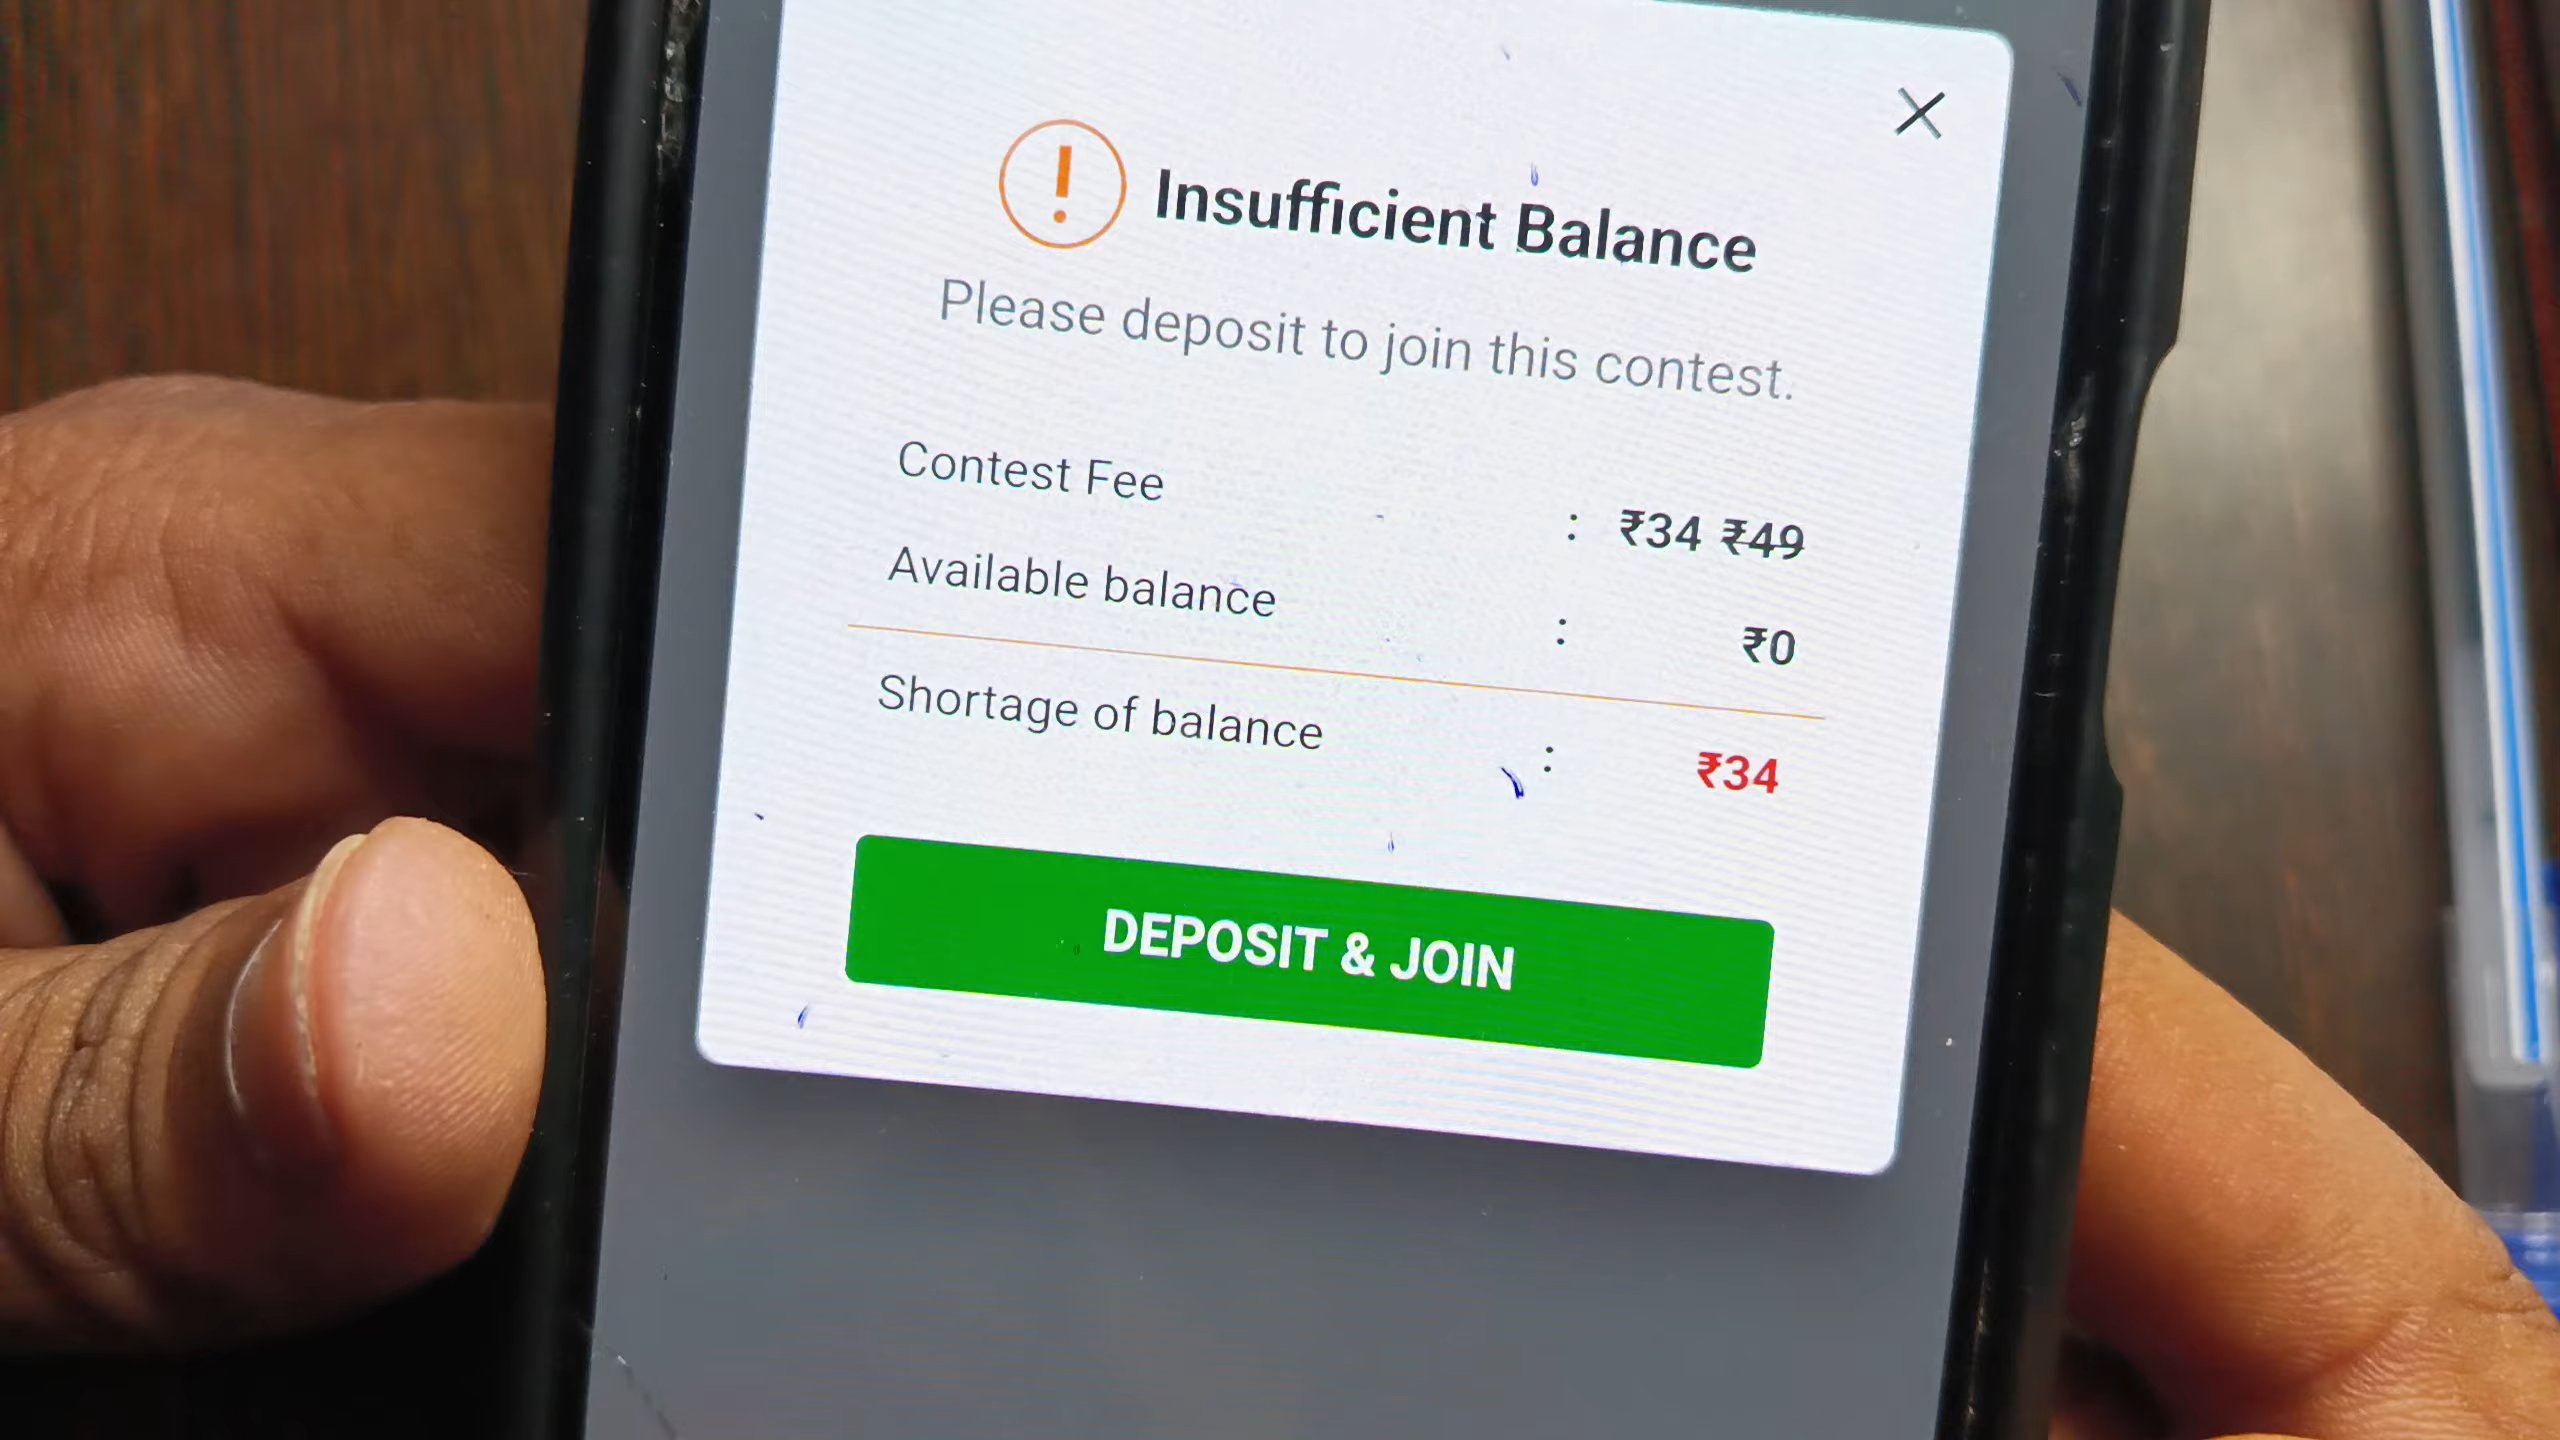 Insufficient Balance
Please deposit to join this contest.
Contest Fee : ₹34 ₹49
Available balance : ₹0
Shortage of balance : ₹34
DEPOSIT & JOIN